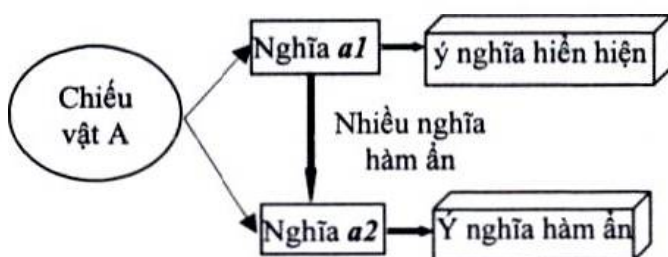 Chiếu
vật A
Nghĩa a1
ý nghĩa hiển hiện
Nhiều nghĩa
hàm ẩn
Nghĩa a2
Ý nghĩa hàm ẩn